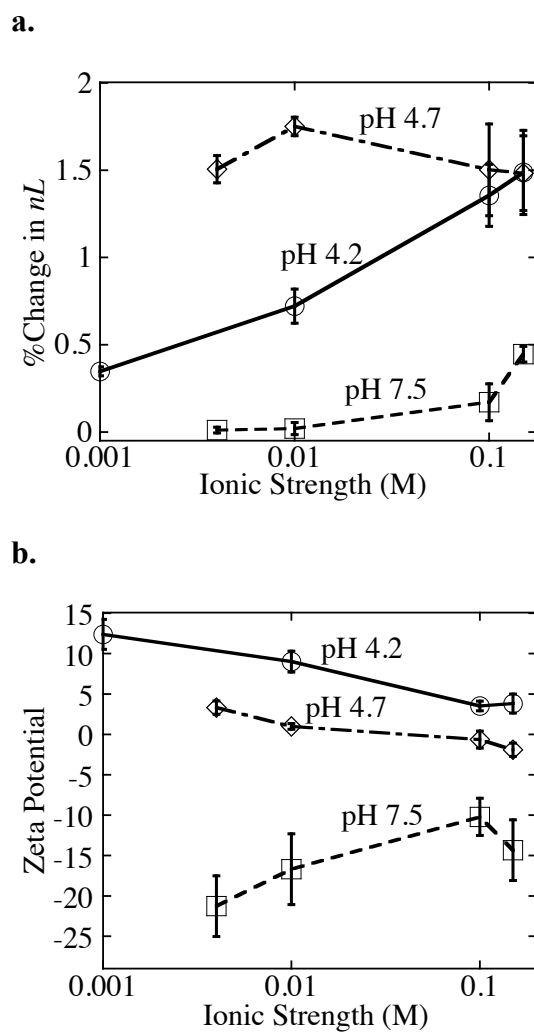 a.
2
1.5
1
0.5
0
%Change in nL
pH 4.7
pH 4.2
pH 7.5
0.001
0.01
0.1
Ionic Strength (M)
b.
15
10
5
0
-5
-10
-15
-20
-25
Zeta Potential
pH 4.2
pH 4.7
pH 7.5
0.001
0.01
0.1
Ionic Strength (M)